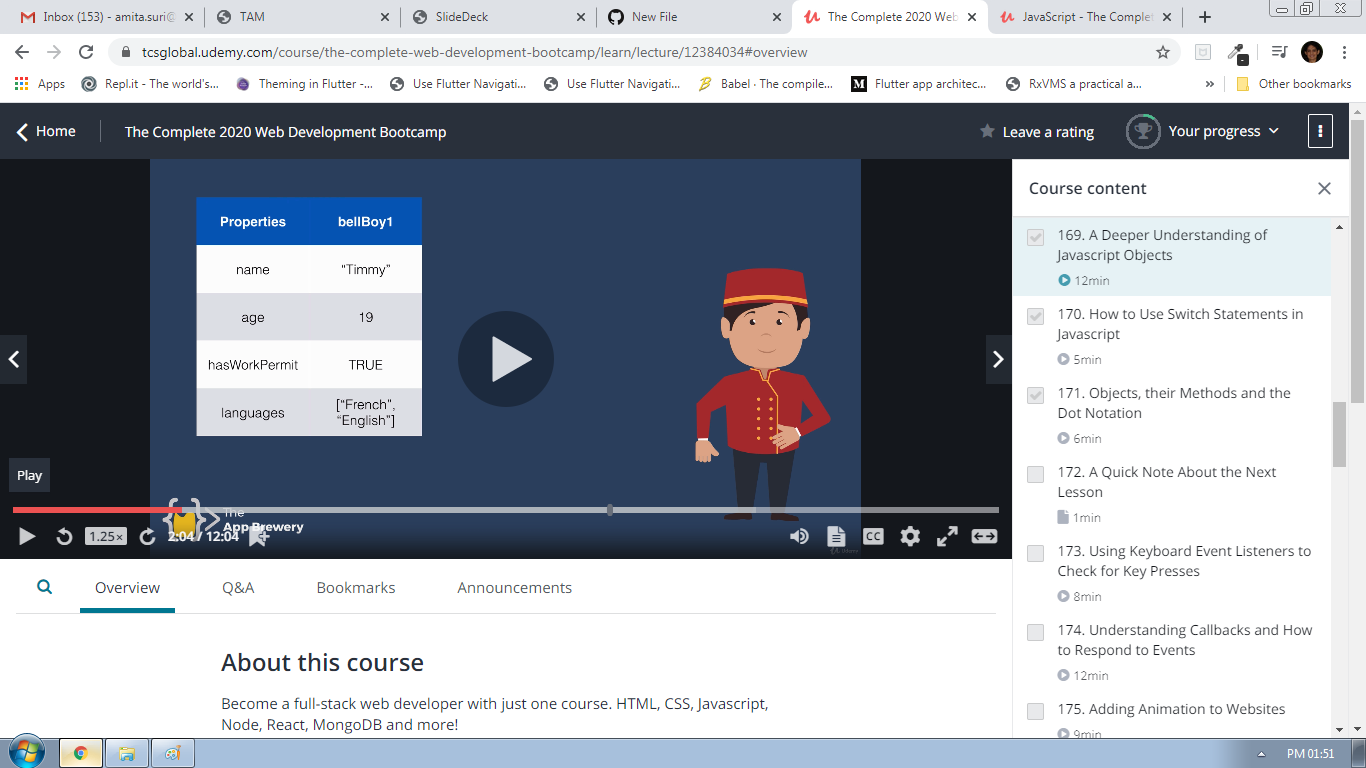 Inbox (153) - amita.suri@
TAM
SlideDeck
New File
The Complete 2020 Web
JavaScript - The Complet
tcsglobal.udemy.com/course/the-complete-web-development-bootcamp/learn/lecture/12384034#overview
Apps
Repl.it - The world's...
Theming in Flutter -...
Use Flutter Navigati...
Use Flutter Navigati...
Babel · The compile...
Flutter app architec...
RxVMS a practical a...
»
Other bookmarks
Home
The Complete 2020 Web Development Bootcamp
Leave a rating
Your progress
Properties bellBoy1
name “Timmy”
age 19
hasWorkPermit TRUE
languages [“French”,
“English”]
Play
The
App Brewery
1.25×
2:04 / 12:04
CC
Course content
169. A Deeper Understanding of
Javascript Objects
12min
170. How to Use Switch Statements in
Javascript
5min
171. Objects, their Methods and the
Dot Notation
6min
172. A Quick Note About the Next
Lesson
1min
173. Using Keyboard Event Listeners to
Check for Key Presses
8min
174. Understanding Callbacks and How
to Respond to Events
12min
175. Adding Animation to Websites
9min
Overview
Q&A
Bookmarks
Announcements
About this course
Become a full-stack web developer with just one course. HTML, CSS, Javascript,
Node, React, MongoDB and more!
PM 01:51